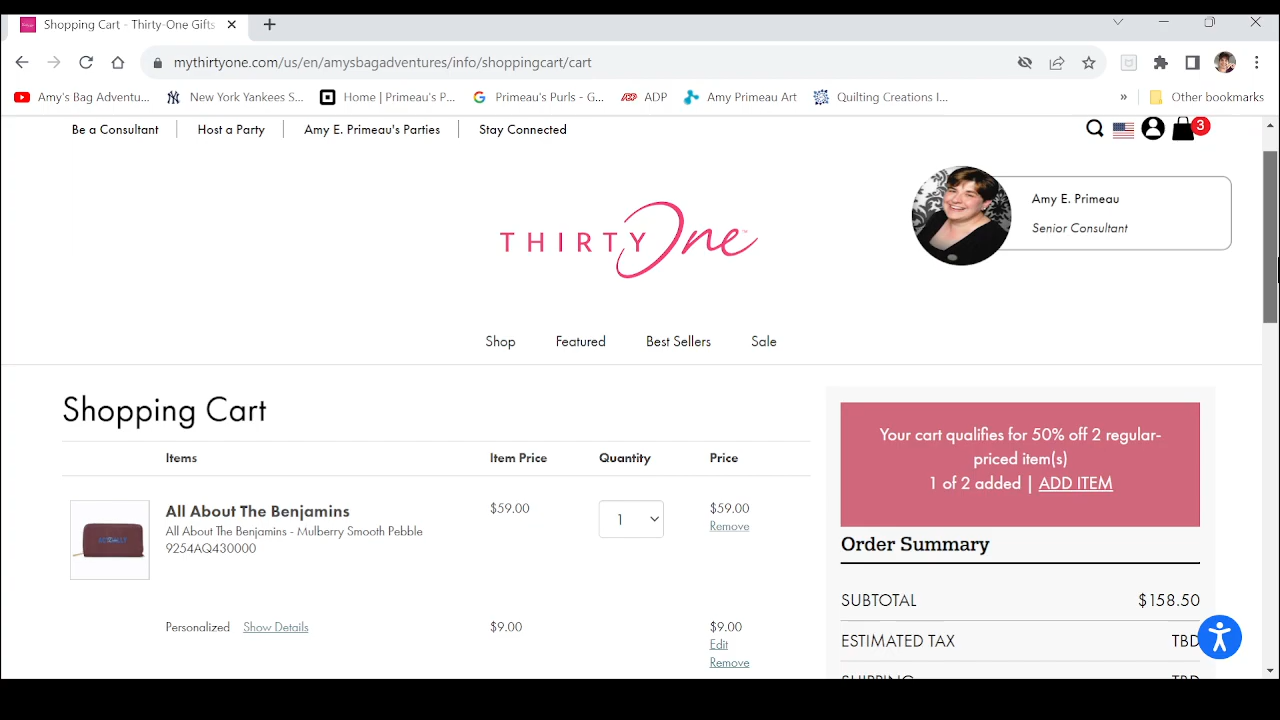 Shopping Cart - Thirty-One Gifts
mythirtyone.com/us/en/amysbagadventures/info/shoppingcart/cart
Amy's Bag Adventu...
New York Yankees S...
Home | Primeau's P...
Primeau's Purls - G...
ADP
Amy Primeau Art
Quilting Creations I...
»
Other bookmarks
Be a Consultant
Host a Party
Amy E. Primeau's Parties
Stay Connected
3
Amy E. Primeau
Senior Consultant
THIRTY One
Shop
Featured
Best Sellers
Sale
Shopping Cart
Items
Item Price
Quantity
Price
All About The Benjamins
All About The Benjamins - Mulberry Smooth Pebble
9254AQ430000
$59.00
1
$59.00
Remove
Personalized
Show Details
$9.00
$9.00
Edit
Remove
Your cart qualifies for 50% off 2 regular-
priced item(s)
1 of 2 added | ADD ITEM
Order Summary
SUBTOTAL
$158.50
ESTIMATED TAX
TBD
SHIPPING
TBD